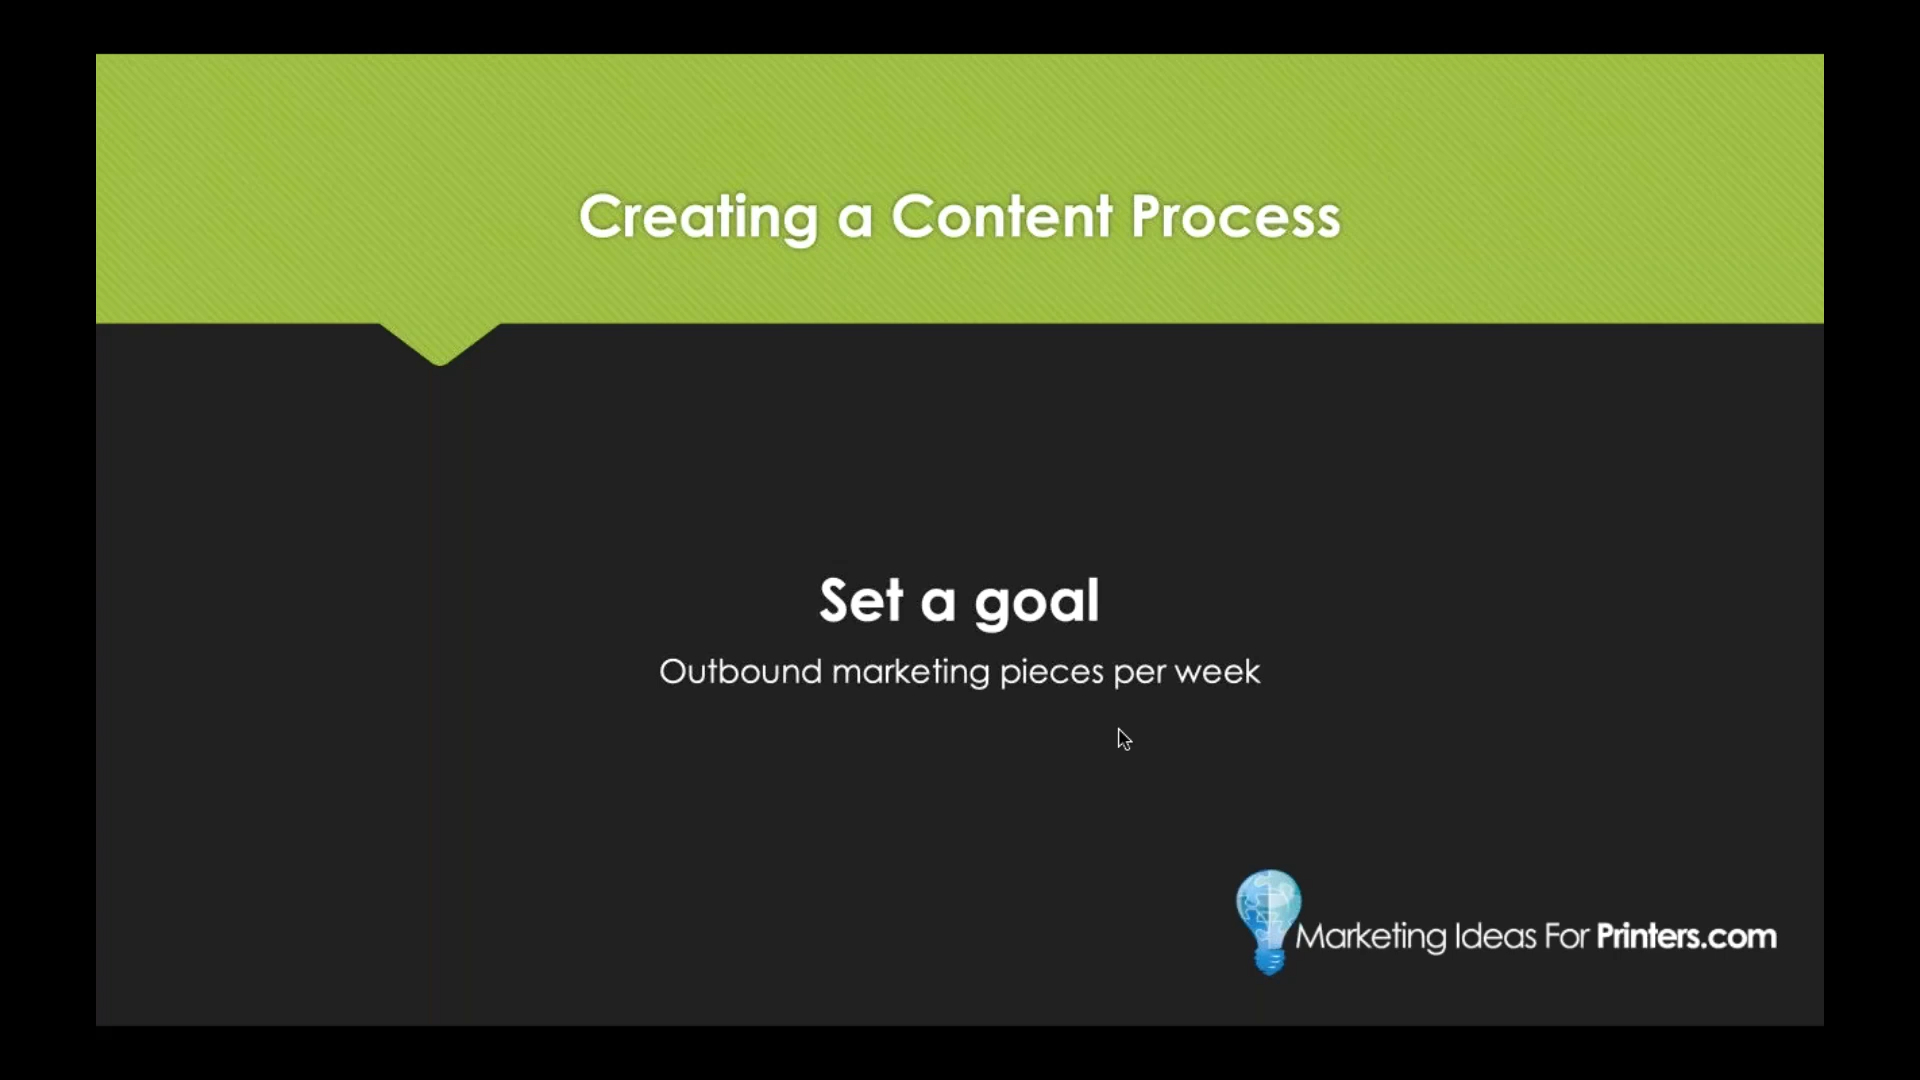 Creating a Content Process
Set a goal
Outbound marketing pieces per week
Marketing Ideas For Printers.com